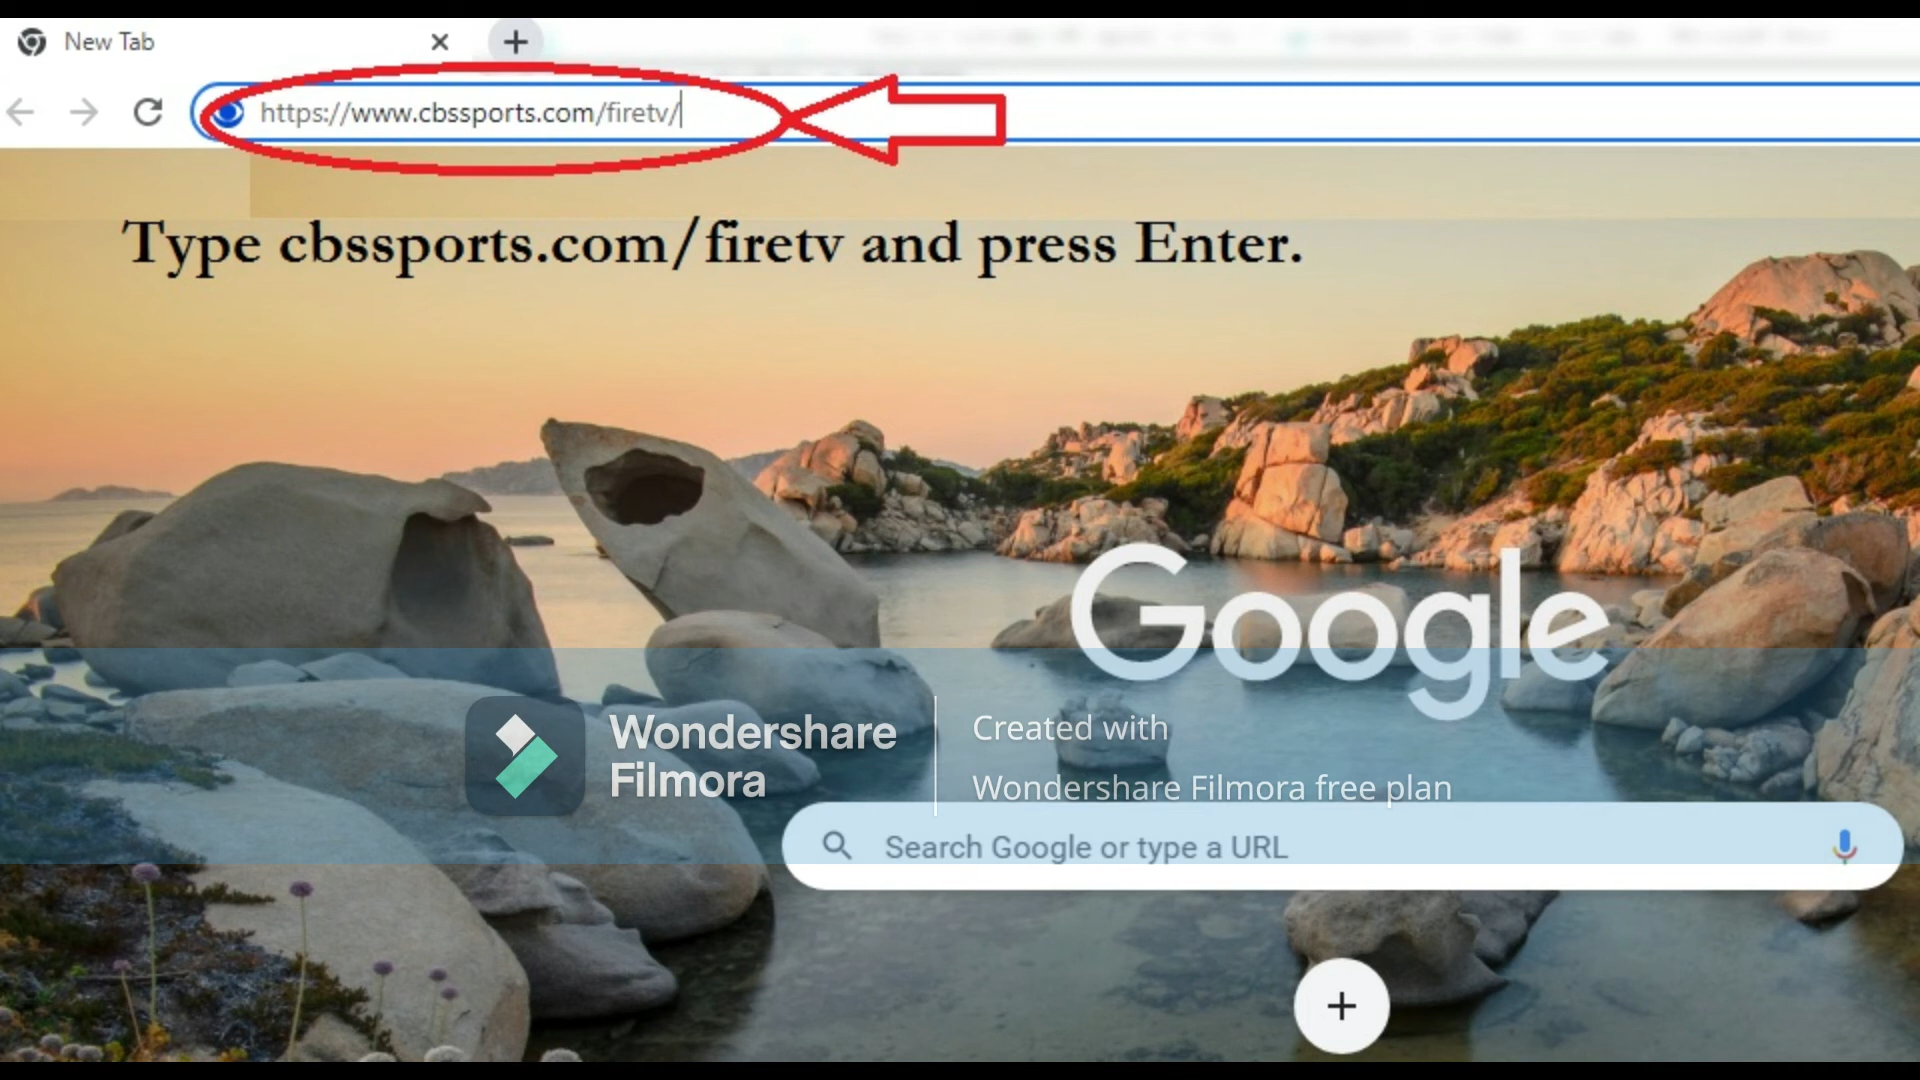 New Tab
https://www.cbssports.com/firetv/
Type cbssports.com/firetv and press Enter.
Google
Wondershare
Filmora
Created with
Wondershare Filmora free plan
Search Google or type a URL